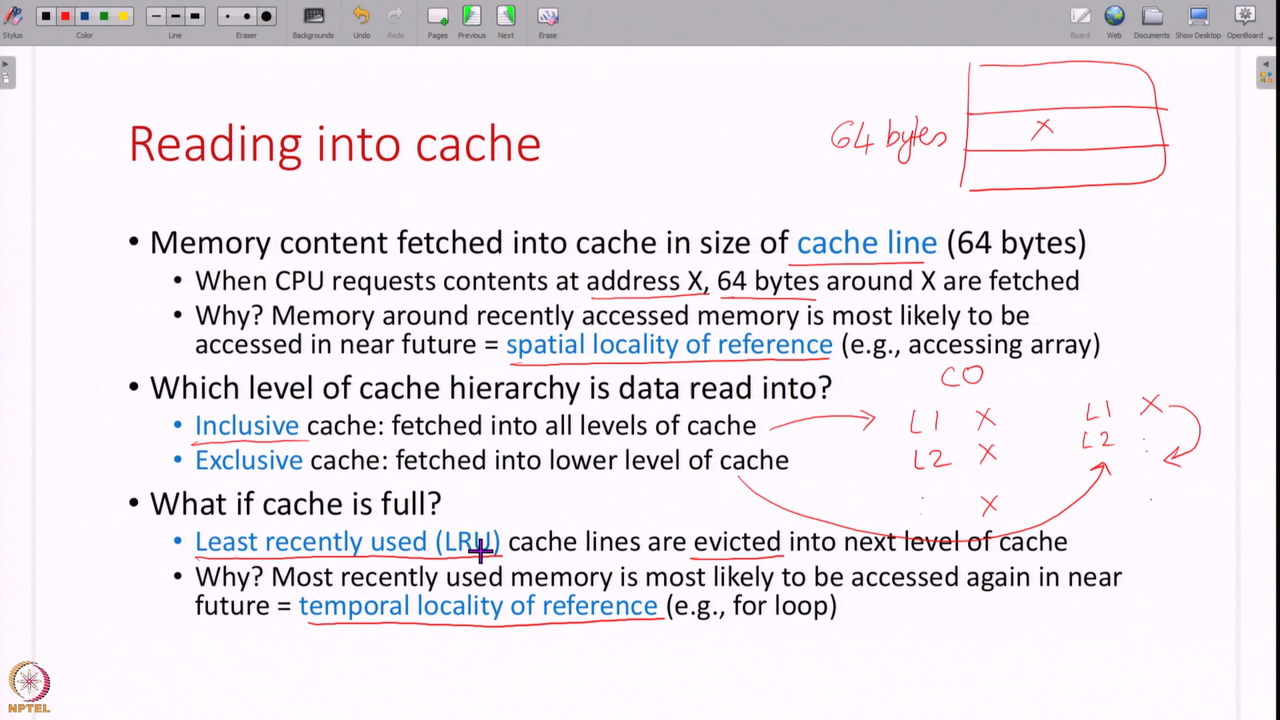 Stylus
Color
Line
Eraser
Backgrounds
Undo
Redo
Pages
Previous
Next
Erase
Board
Web
Documents
Show Desktop
OpenBoard
64 bytes X
Reading into cache
• Memory content fetched into cache in size of cache line (64 bytes)
• When CPU requests contents at address X, 64 bytes around X are fetched
• Why? Memory around recently accessed memory is most likely to be
accessed in near future = spatial locality of reference (e.g., accessing array)
• Which level of cache hierarchy is data read into?
CO
• Inclusive cache: fetched into all levels of cache
L1 X L1 X
• Exclusive cache: fetched into lower level of cache
L2 X L2 :
: X .
• What if cache is full?
• Least recently used (LRU) cache lines are evicted into next level of cache
• Why? Most recently used memory is most likely to be accessed again in near
future = temporal locality of reference (e.g., for loop)
NPTEL